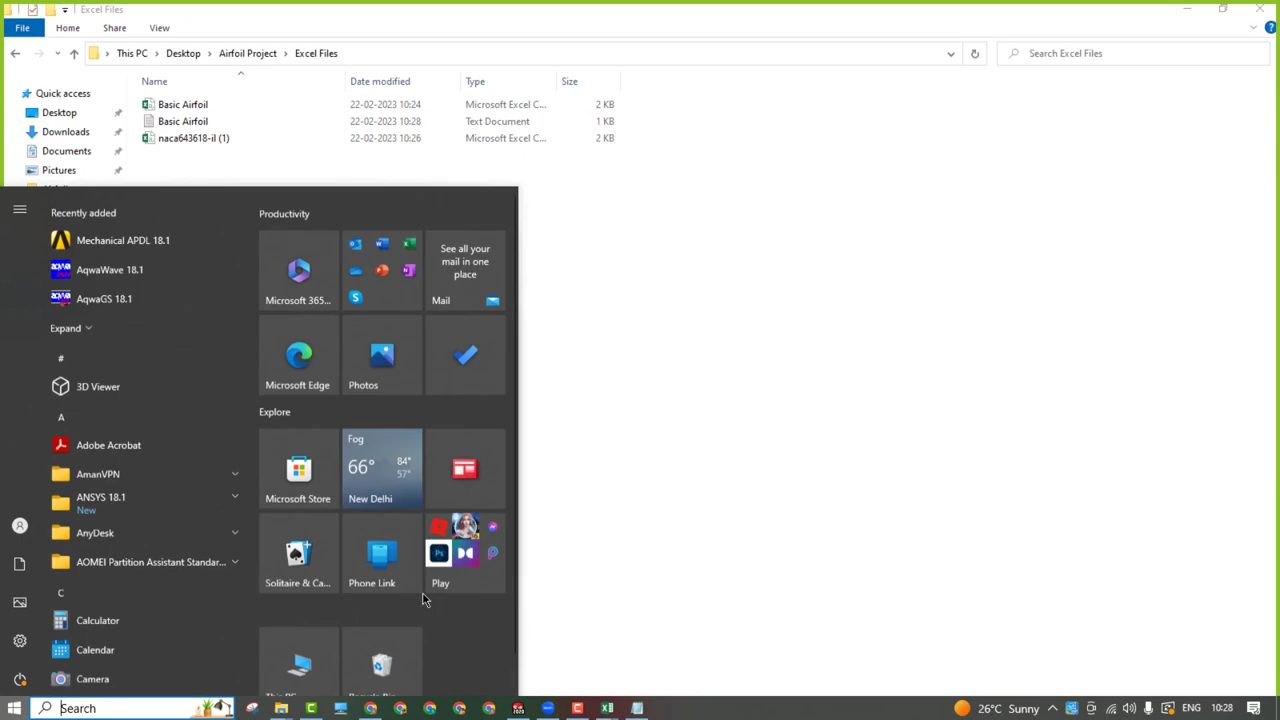 Excel Files
File Home Share View
This PC > Desktop > Airfoil Project > Excel Files
Search Excel Files
Name Date modified Type Size
Quick access
Desktop
Downloads
Documents
Pictures
Basic Airfoil 22-02-2023 10:24 Microsoft Excel C... 2 KB
Basic Airfoil 22-02-2023 10:28 Text Document 1 KB
naca643618-il (1) 22-02-2023 10:26 Microsoft Excel C... 2 KB
Recently added
Mechanical APDL 18.1
AqwaWave 18.1
AqwaGS 18.1
Expand
#
3D Viewer
A
Adobe Acrobat
AmanVPN
ANSYS 18.1
New
AnyDesk
AOMEI Partition Assistant Standar...
C
Calculator
Calendar
Camera
Productivity
Microsoft 365...
See all your
mail in one
place
Mail
Microsoft Edge
Photos
Explore
Microsoft Store
Fog
66° 84°
57°
New Delhi
Solitaire & Ca...
Phone Link
Play
Search
26°C Sunny
ENG
10:28